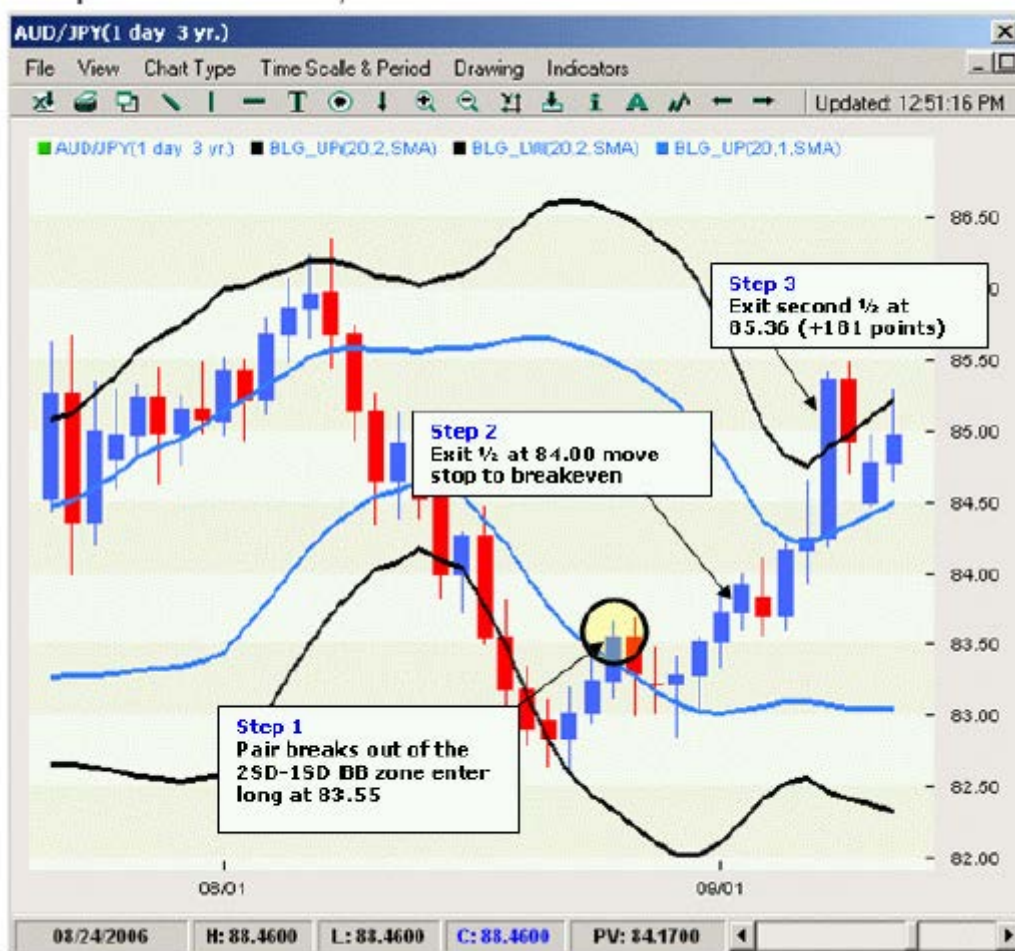 AUD/JPY(1 day 3 yr.)
File View Chart Type Time Scale & Period Drawing Indicators
Updated: 12:51:16 PM
AUD/JPY(1 day 3 yr.) BLG_UP(20,2,SMA) BLG_LW(20,2,SMA) BLG_UP(20,1,SMA)
86.50
Step 3
Exit second ½ at
85.36 (+181 points)
85.50
Step 2
Exit ½ at 84.00 move
stop to breakeven
85.00
84.50
84.00
83.50
83.00
Step 1
Pair breaks out of the
2SD-1SD BB zone enter
long at 83.55
82.50
82.00
08/01 09/01
08/24/2006 H: 88.4600 L: 88.4600 C: 88.4600 PV: 84.1700